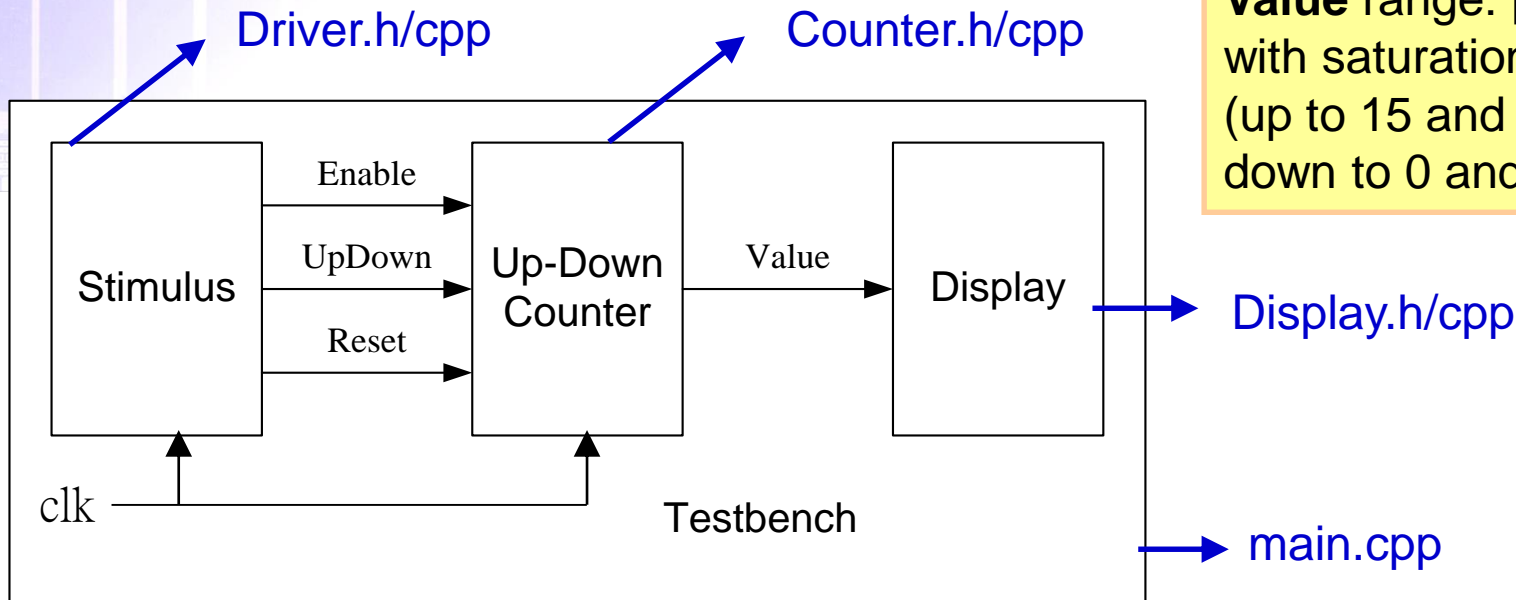 Driver.h/cpp
Counter.h/cpp
Value range:
with saturation
(up to 15 and
down to 0 and
Enable
UpDown
Reset
Stimulus
Up-Down
Counter
Value
Display
Display.h/cpp
clk
Testbench
main.cpp